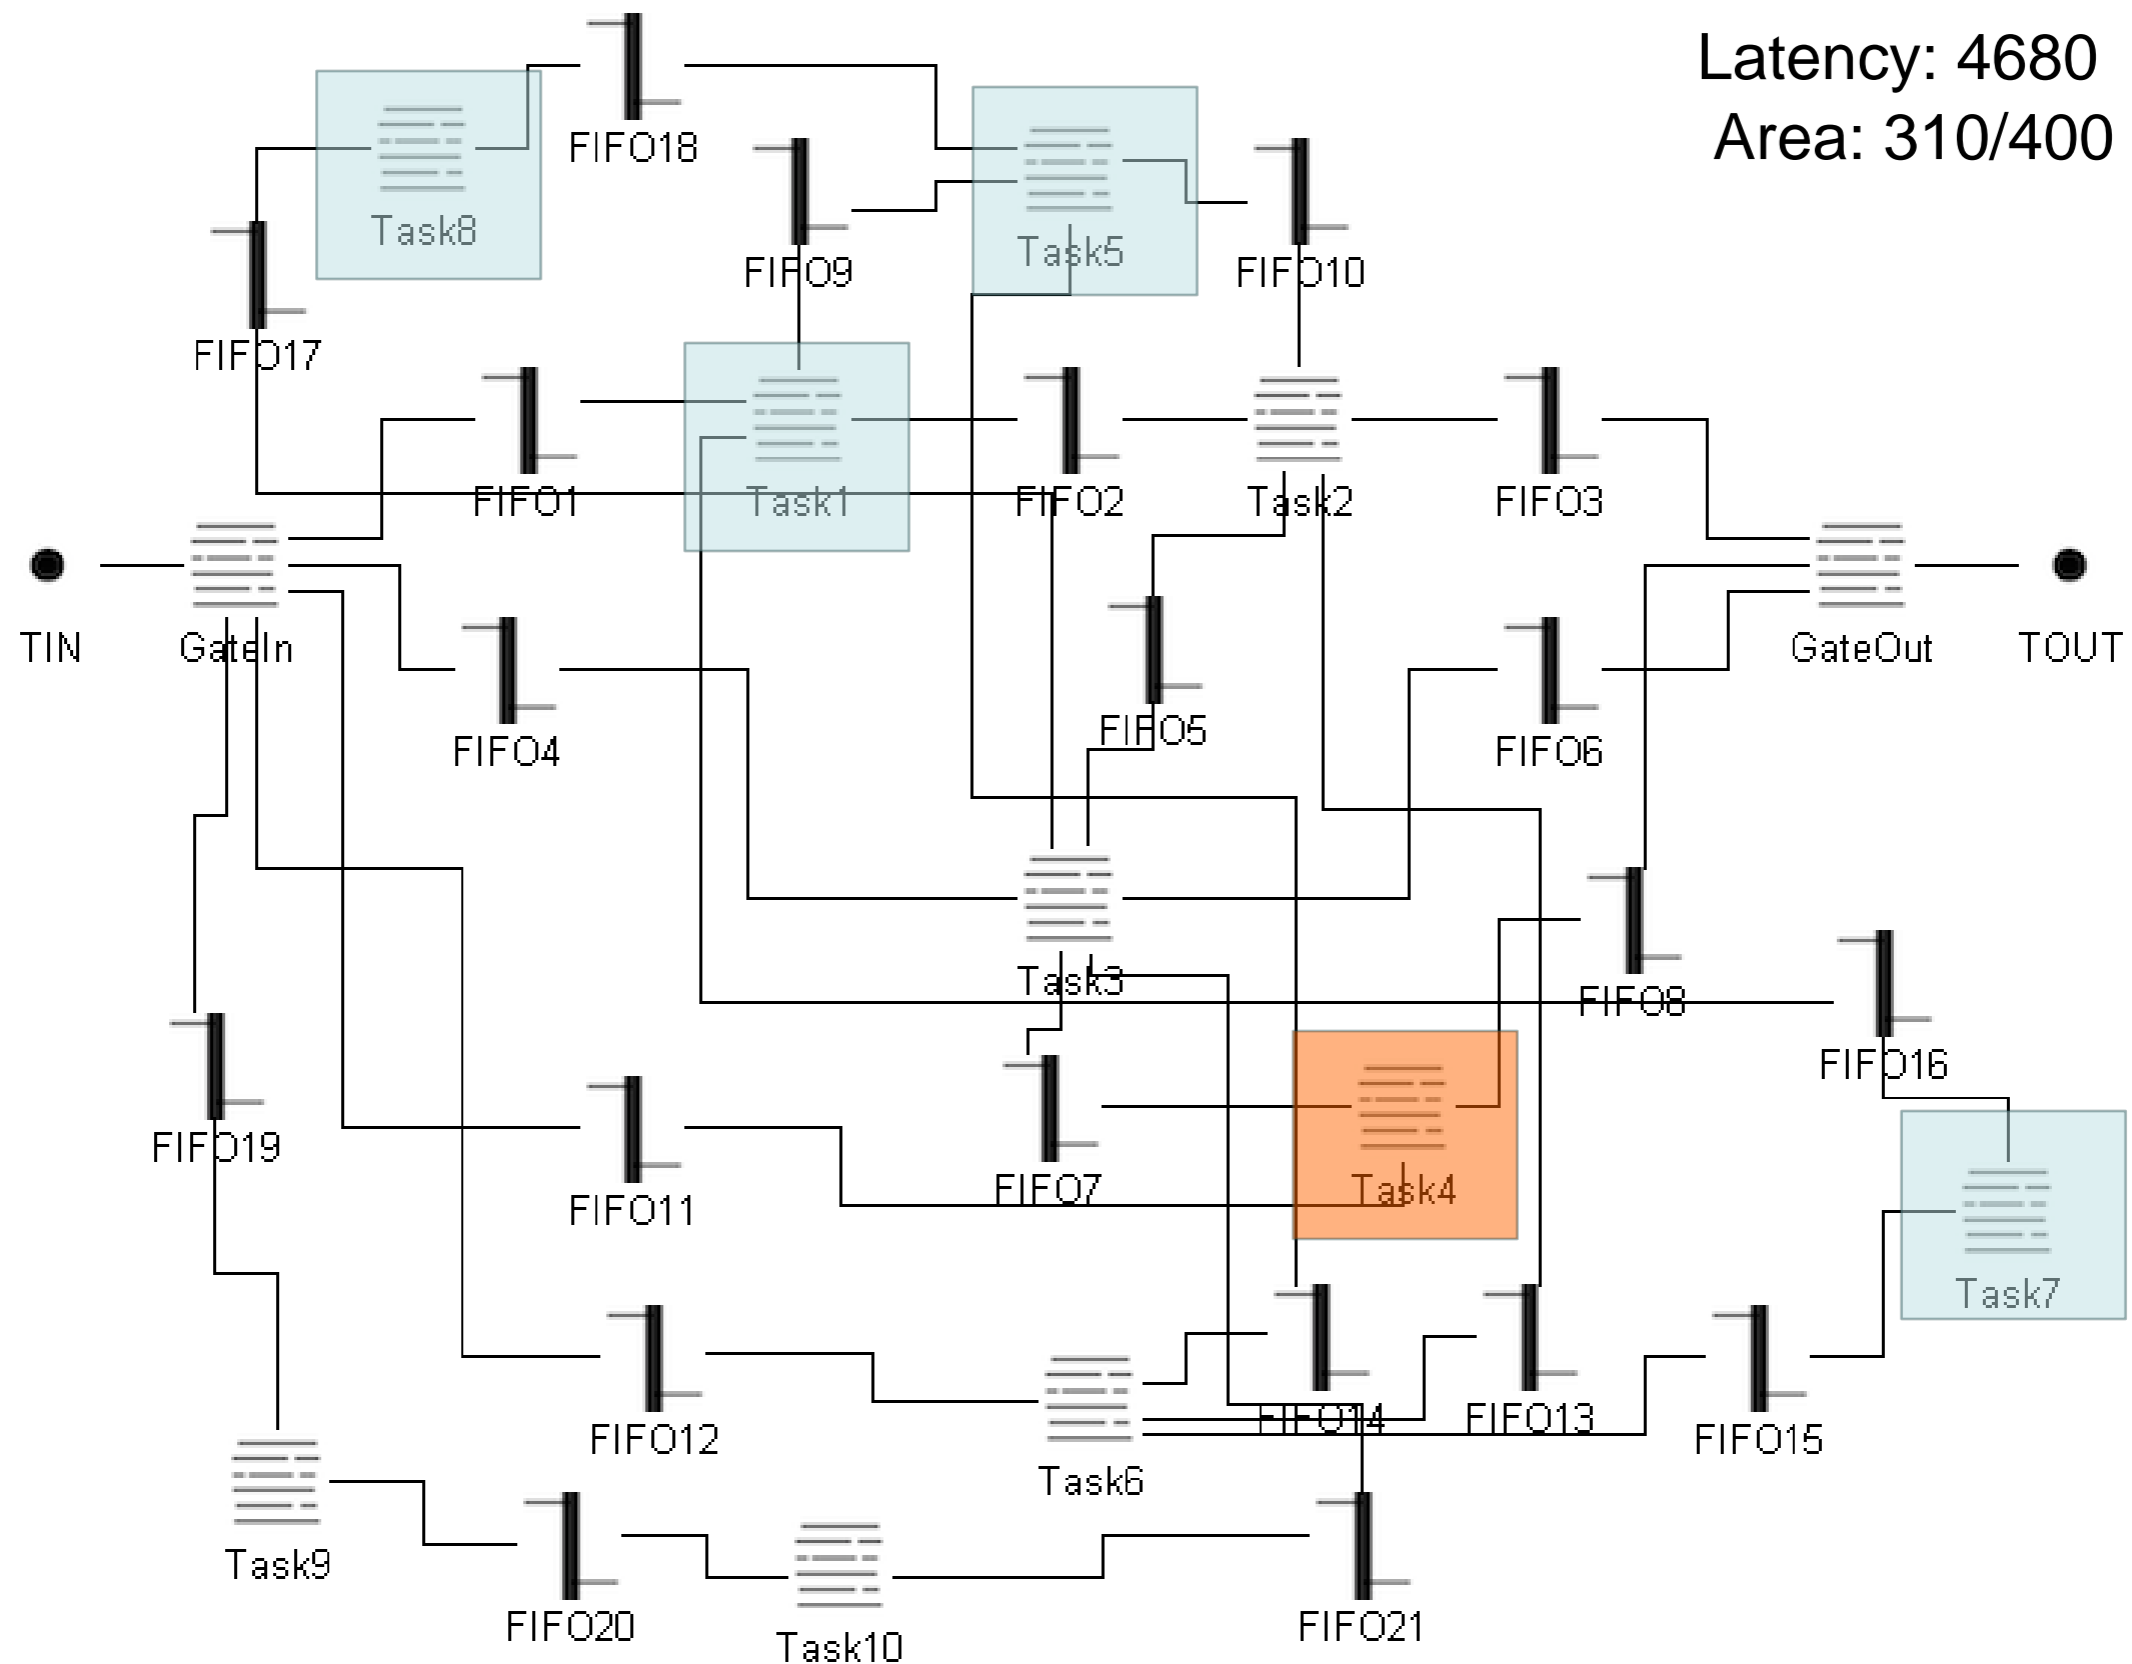 Latency: 4680
Area: 310/400
FIFO18
Task8
Task5
FIFO9
FIFO10
FIFO17
FIFO1
Task1
FIFO2
Task2
FIFO3
TIN
GateIn
GateOut
TOUT
FIFO4
FIFO5
FIFO6
Task3
FIFO8
FIFO16
FIFO19
FIFO11
FIFO7
Task4
Task7
FIFO12
FIFO14
FIFO13
FIFO15
Task6
Task9
FIFO20
Task10
FIFO21